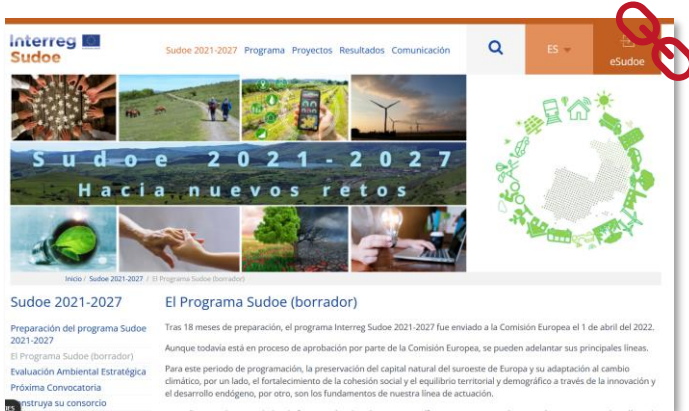 Interreg
Sudoe
Sudoe 2021-2027 Programa Proyectos Resultados Comunicación
ES
eSudoe
Sudoe 2021-2027
Hacia nuevos retos
Inicio / Sudoe 2021-2027 / El Programa Sudoe (borrador)
Sudoe 2021-2027
Preparación del programa Sudoe
2021-2027
El Programa Sudoe (borrador)
Evaluación Ambiental Estratégica
Próxima Convocatoria
nstruya su consorcio
El Programa Sudoe (borrador)
Tras 18 meses de preparación, el programa Interreg Sudoe 2021-2027 fue enviado a la Comisión Europea el 1 de abril del 2022.
Aunque todavía está en proceso de aprobación por parte de la Comisión Europea, se pueden adelantar sus principales líneas.
Para este periodo de programación, la preservación del capital natural del suroeste de Europa y su adaptación al cambio
climático, por un lado, el fortalecimiento de la cohesión social y el equilibrio territorial y demográfico a través de la innovación y
el desarrollo endógeno, por otro, son los fundamentos de nuestra línea de actuación.